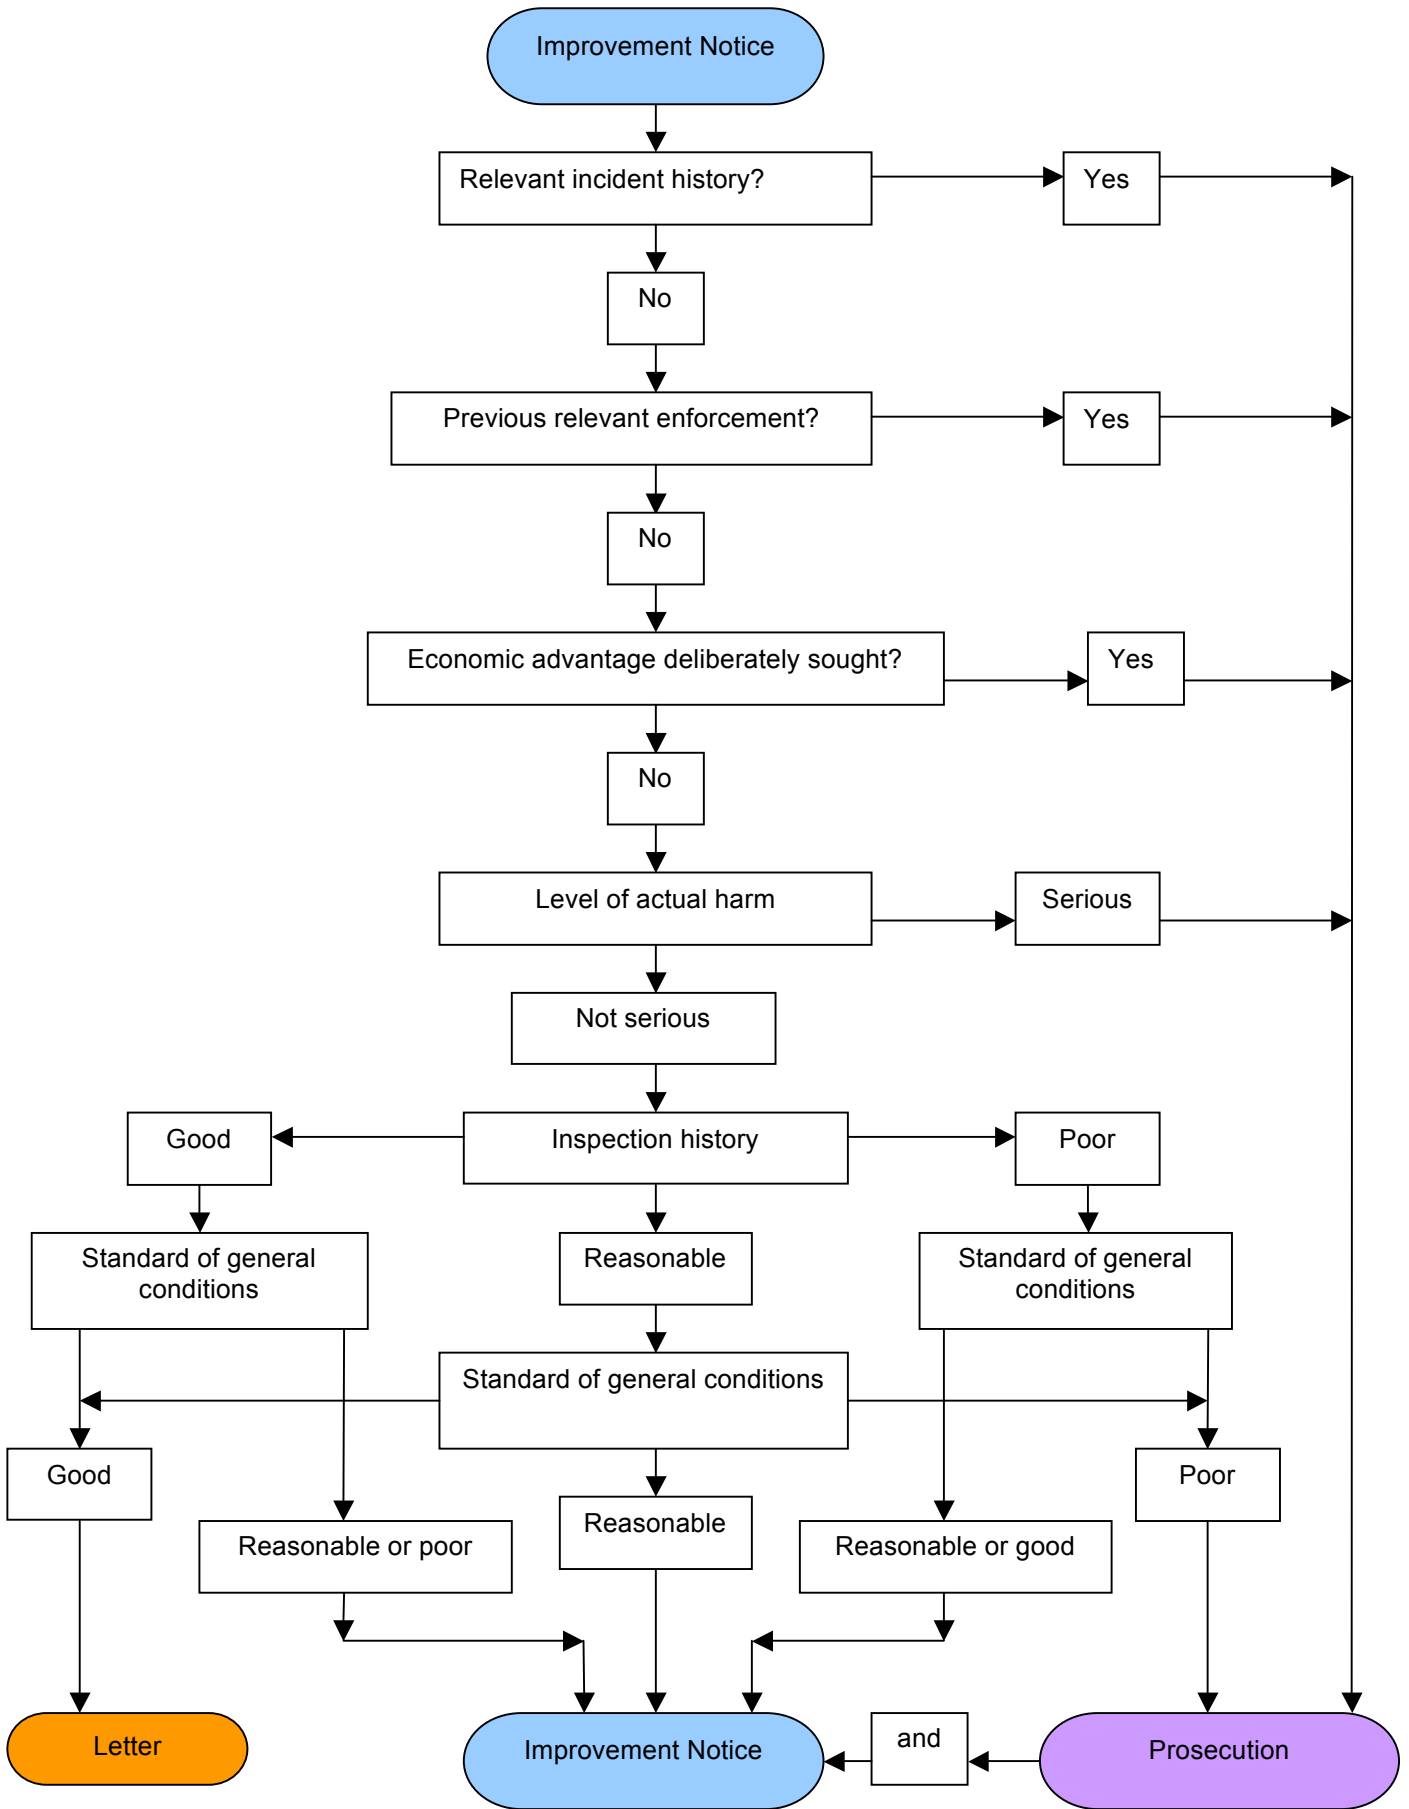 Improvement Notice
Relevant incident history?
Yes
No
Previous relevant enforcement?
Yes
No
Economic advantage deliberately sought?
Yes
No
Level of actual harm
Serious
Not serious
Good
Inspection history
Poor
Standard of general
conditions
Reasonable
Standard of general
conditions
Standard of general conditions
Good
Poor
Reasonable or poor
Reasonable
Reasonable or good
Letter
Improvement Notice
and
Prosecution